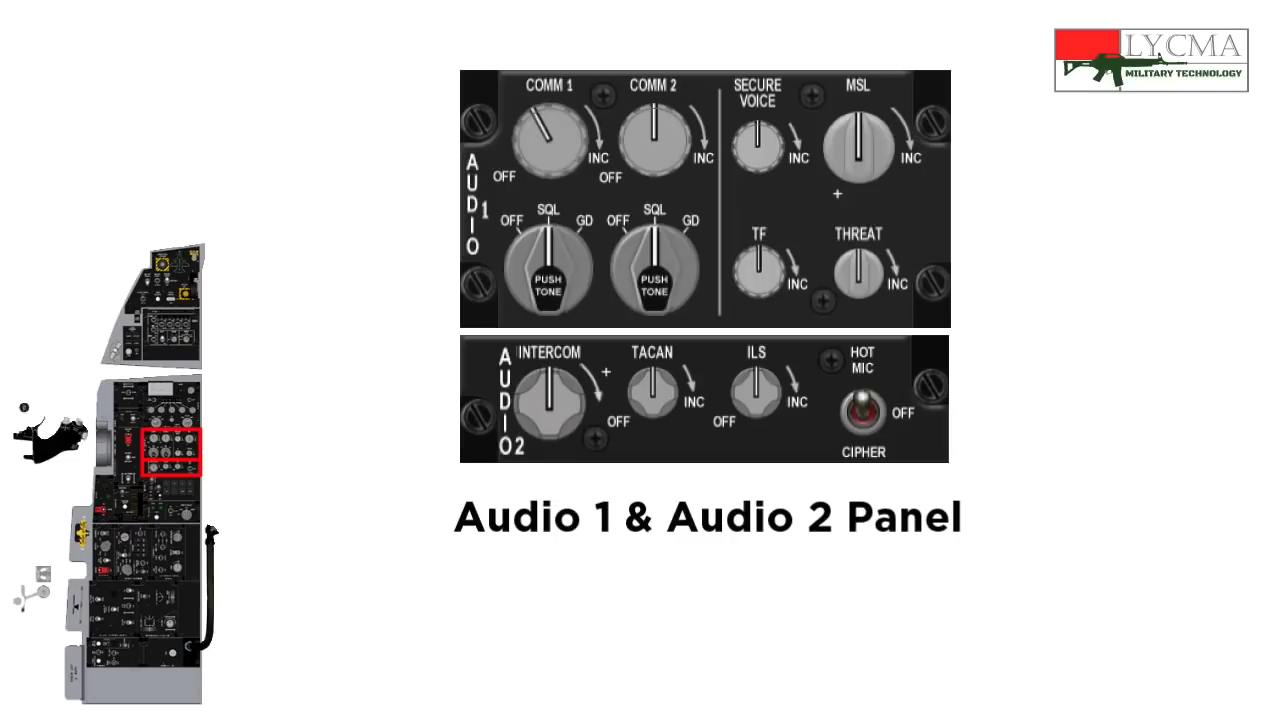 LYCMA
MILITARY TECHNOLOGY
AUDIO 1
COMM 1
INC
OFF
COMM 2
INC
OFF
SECURE
VOICE
INC
MSL
INC
+
OFF
SQL
GD
PUSH
TONE
OFF
SQL
GD
PUSH
TONE
TF
INC
THREAT
INC
AUDIO2
INTERCOM
+
TACAN
INC
OFF
ILS
INC
OFF
HOT
MIC
OFF
CIPHER
Audio 1 & Audio 2 Panel